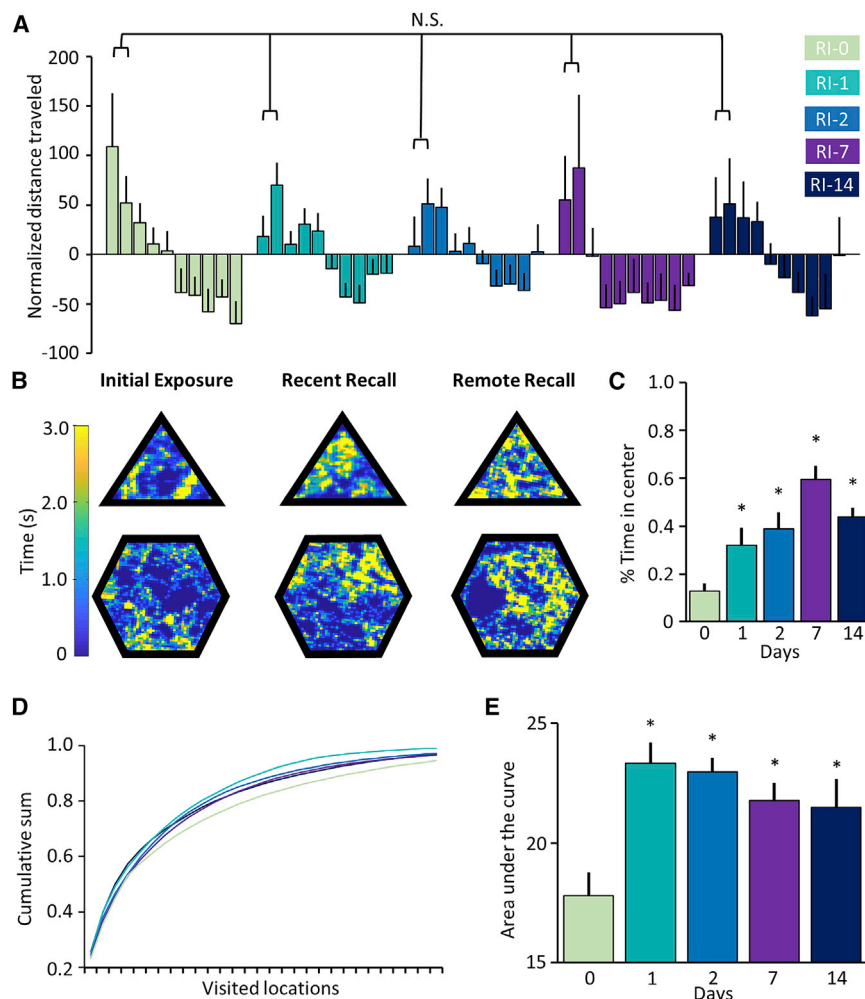 A
N.S.
200
150
100
50
0
-50
-100
Normalized distance traveled
RI-0
RI-1
RI-2
RI-7
RI-14
B
Initial Exposure
Recent Recall
Remote Recall
3.0
2.0
1.0
0
Time (s)
C
1.0
0.8
0.6
0.4
0.2
0
% Time in center
* * * *
0 1 2 7 14
Days
D
1.0
0.8
0.6
0.4
0.2
Cumulative sum
Visited locations
E
25
20
15
Area under the curve
* * * *
0 1 2 7 14
Days